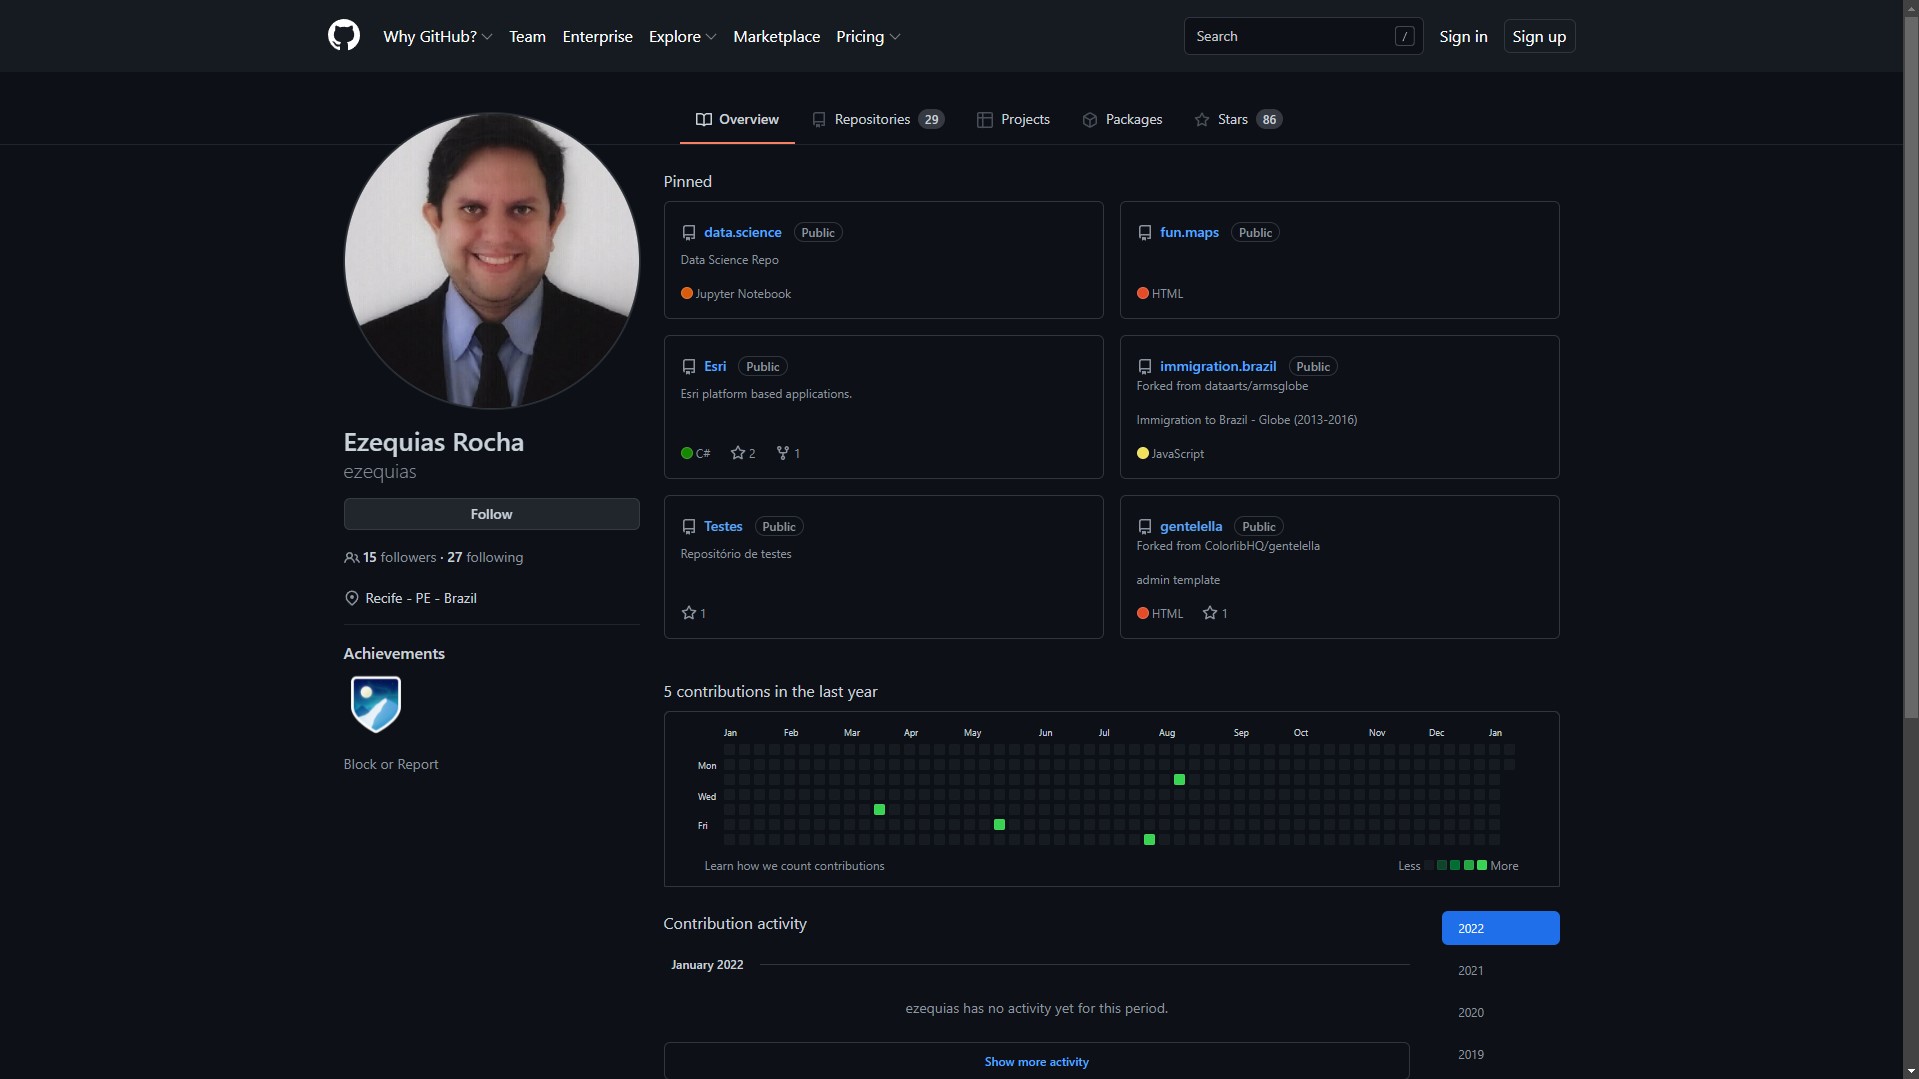 Why GitHub?
Team
Enterprise
Explore
Marketplace
Pricing
Search
/
Sign in
Sign up
Overview
Repositories 29
Projects
Packages
Stars 86
Ezequias Rocha
ezequias
Follow
15 followers · 27 following
Recife - PE - Brazil
Achievements
Block or Report
Pinned
data.science Public
Data Science Repo
Jupyter Notebook
fun.maps Public
HTML
Esri Public
Esri platform based applications.
C# 2 1
immigration.brazil Public
Forked from dataarts/armsglobe
Immigration to Brazil - Globe (2013-2016)
JavaScript
Testes Public
Repositório de testes
1
gentelella Public
Forked from ColorlibHQ/gentelella
admin template
HTML 1
5 contributions in the last year
Jan Feb Mar Apr May Jun Jul Aug Sep Oct Nov Dec Jan
Mon
Wed
Fri
Learn how we count contributions
Less More
Contribution activity
January 2022
ezequias has no activity yet for this period.
Show more activity
2022
2021
2020
2019